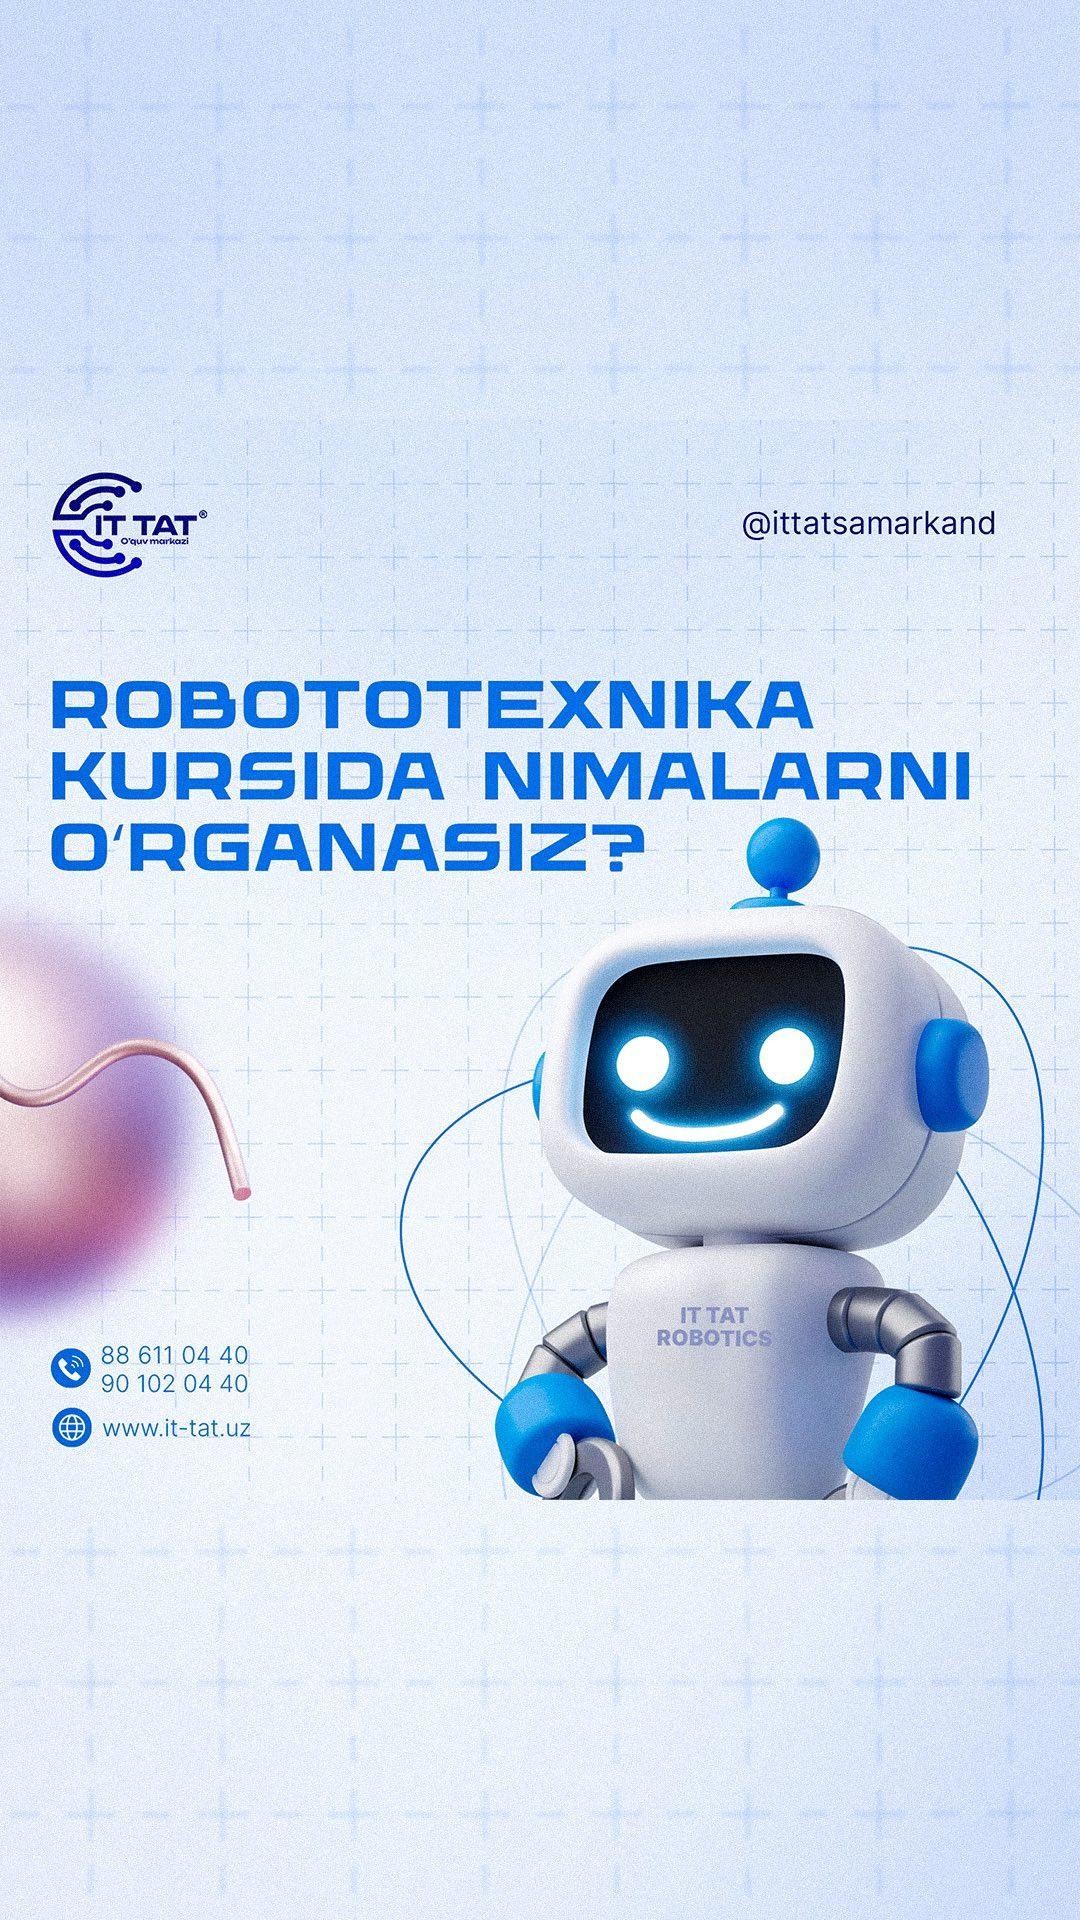 IT TAT®
O'quv markazi
@ittatsamarkand
ROBOTOTEXNIKA
KURSIDA NIMALARNI
O‘RGANASIZ?
IT TAT
ROBOTICS
88 611 04 40
90 102 04 40
www.it-tat.uz